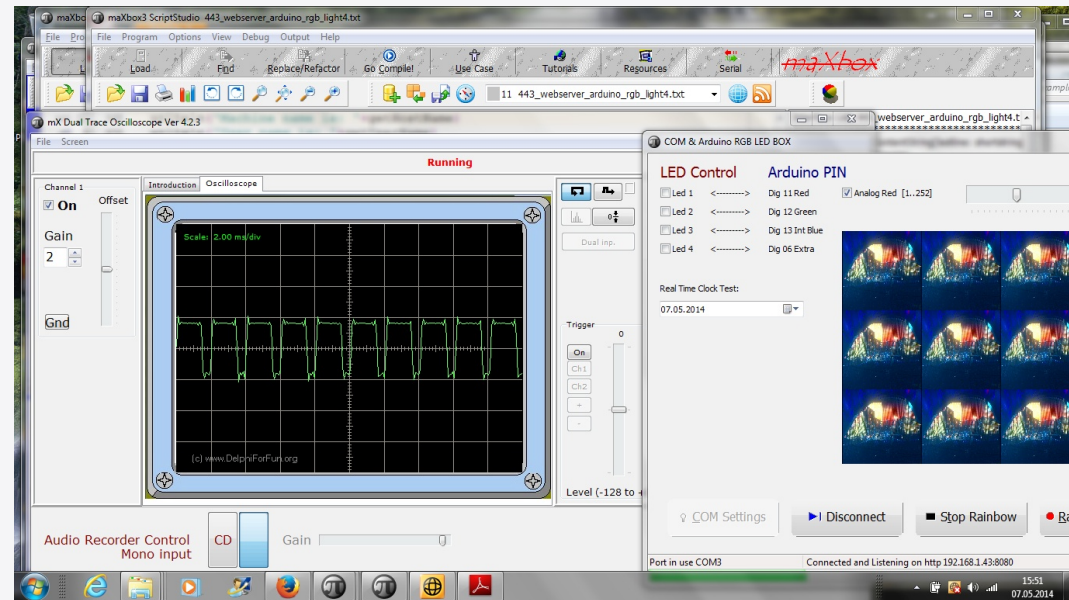 maXbo
maXbox3 ScriptStudio 443_webserver_arduino_rgb_light4.txt
File Pro
File Program Options View Debug Output Help
L
Load Find Replace/Refactor Go Compile! Use Case Tutorials Resources Serial maXbox
11 443_webserver_arduino_rgb_light4.txt
mX Dual Trace Oscilloscope Ver 4.2.3
_webserver_arduino_rgb_light4.t
File Screen
Running
Channel 1
On
Offset
Gain
2
Gnd
Introduction Oscilloscope
Scale: 2.00 ms/div
(c) www.DelphiForFun.org
Dual inp.
Trigger
0
On
Ch1
Ch2
+
-
Level (-128 to +
Audio Recorder Control
Mono input
CD
Gain
COM & Arduino RGB LED BOX
LED Control Arduino PIN
Led 1 <---------> Dig 11 Red Analog Red [1..252]
Led 2 <---------> Dig 12 Green
Led 3 <---------> Dig 13 Int Blue
Led 4 <---------> Dig 06 Extra
Real Time Clock Test:
07.05.2014
COM Settings Disconnect Stop Rainbow Ra
Port in use COM3 Connected and Listening on http 192.168.1.43:8080
15:51
07.05.2014